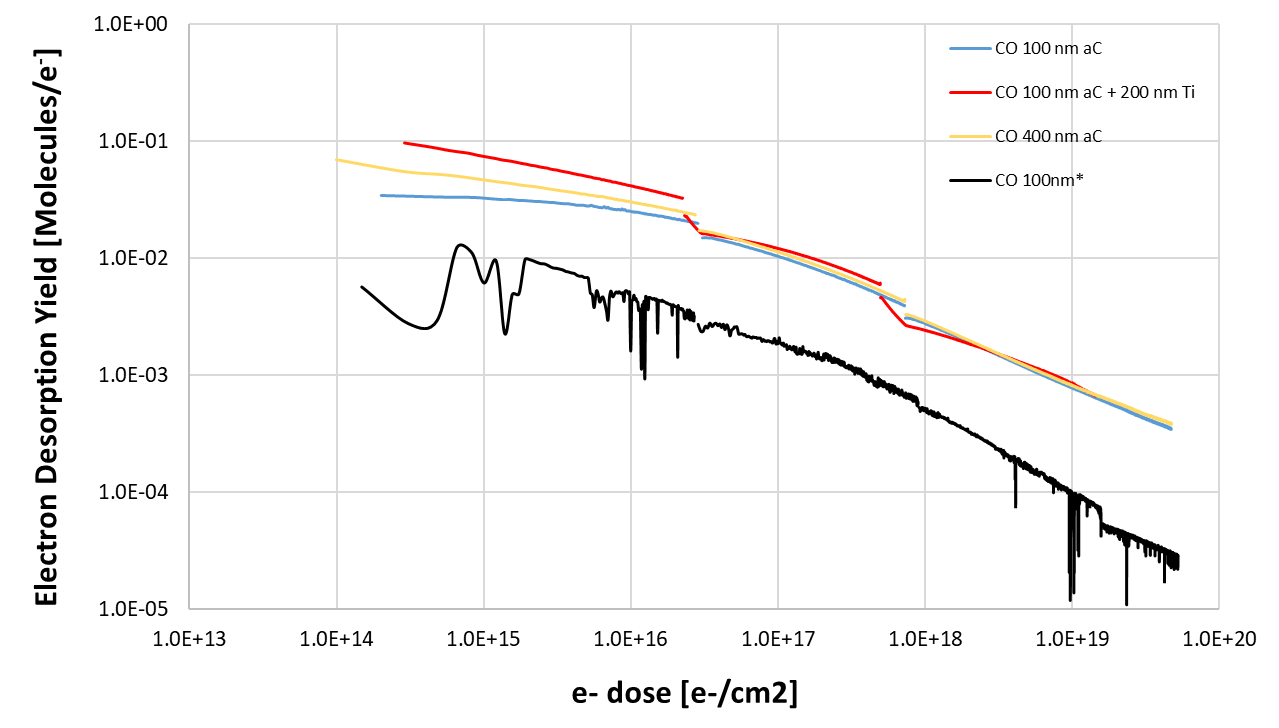 1.0E+00
1.0E-01
1.0E-02
1.0E-03
1.0E-04
1.0E-05
Electron Desorption Yield [Molecules/e-]
CO 100 nm aC
CO 100 nm aC + 200 nm Ti
CO 400 nm aC
CO 100nm*
1.0E+13 1.0E+14 1.0E+15 1.0E+16 1.0E+17 1.0E+18 1.0E+19 1.0E+20
e- dose [e-/cm2]